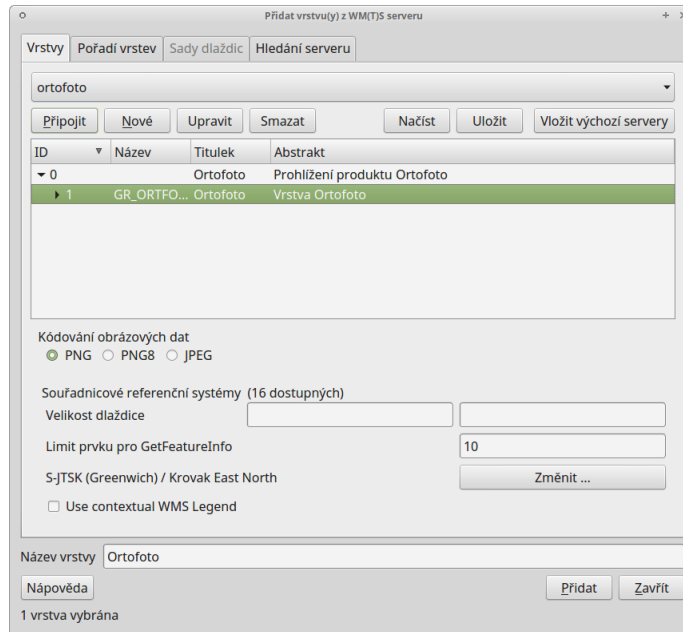 Přidat vrstvu(y) z WM(T)S serveru
Vrstvy Pořadí vrstev Sady dlaždic Hledání serveru
ortofoto
Připojit Nové Upravit Smazat Načíst Uložit Vložit výchozí servery
ID Název Titulek Abstrakt
0 Ortofoto Prohlížení produktu Ortofoto
1 GR_ORTFO... Ortofoto Vrstva Ortofoto
Kódování obrázových dat
PNG PNG8 JPEG
Souřadnicové referenční systémy (16 dostupných)
Velikost dlaždice
Limit prvku pro GetFeatureInfo 10
S-JTSK (Greenwich) / Krovak East North Změnit ...
Use contextual WMS Legend
Název vrstvy Ortofoto
Nápověda Přidat Zavřít
1 vrstva vybrána